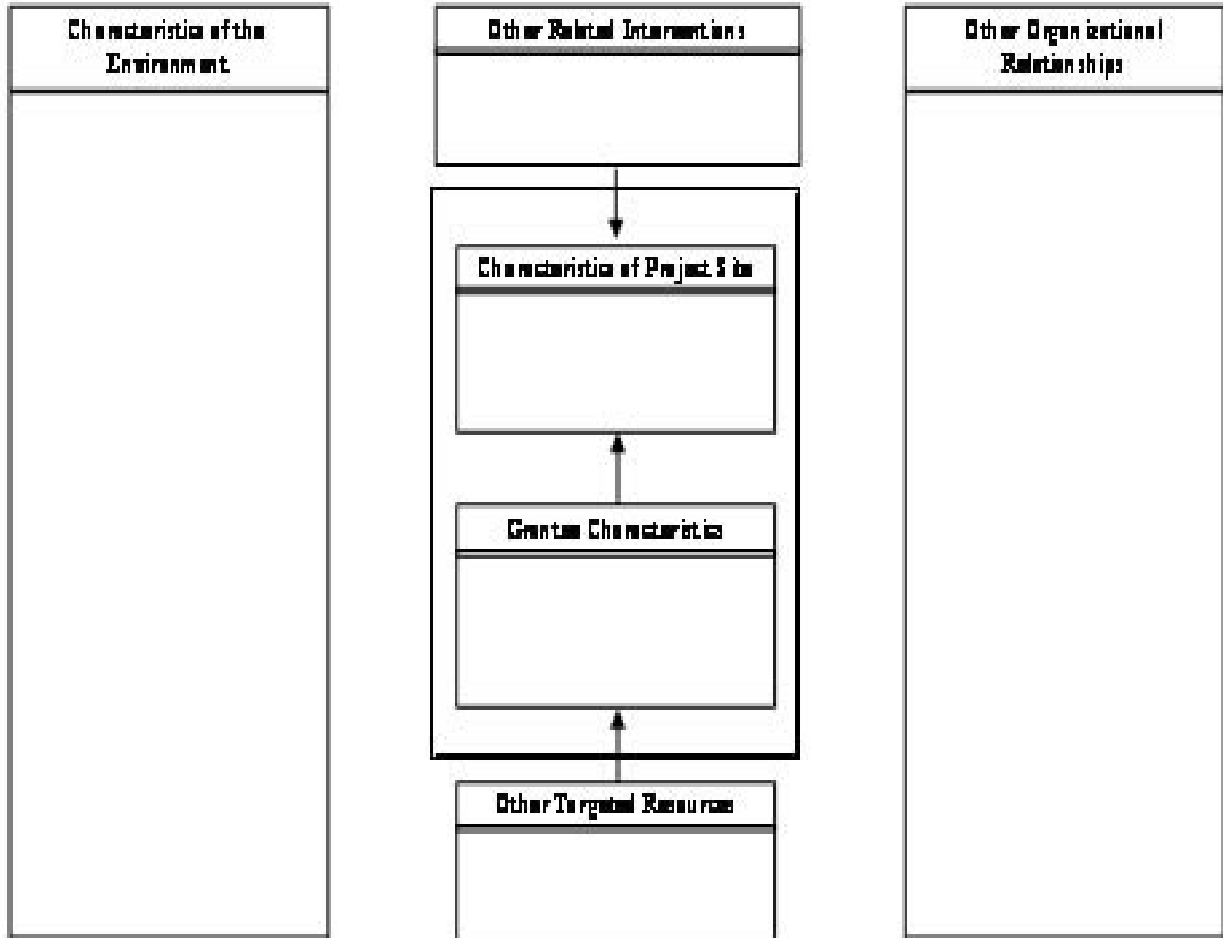 Characteristics of the
Environment
Other Related Interventions
Other Organizational
Relationships
Characteristics of Project Site
Grantee Characteristics
Other Targeted Resources